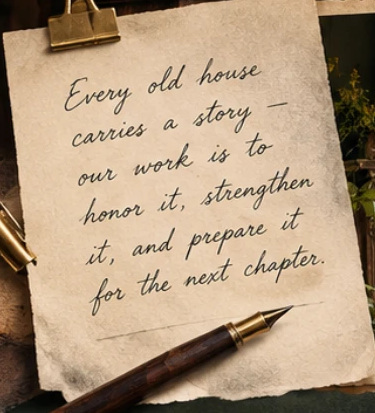 Every old house
carries a story —
our work is to
honor it, strengthen
it, and prepare it
for the next chapter.